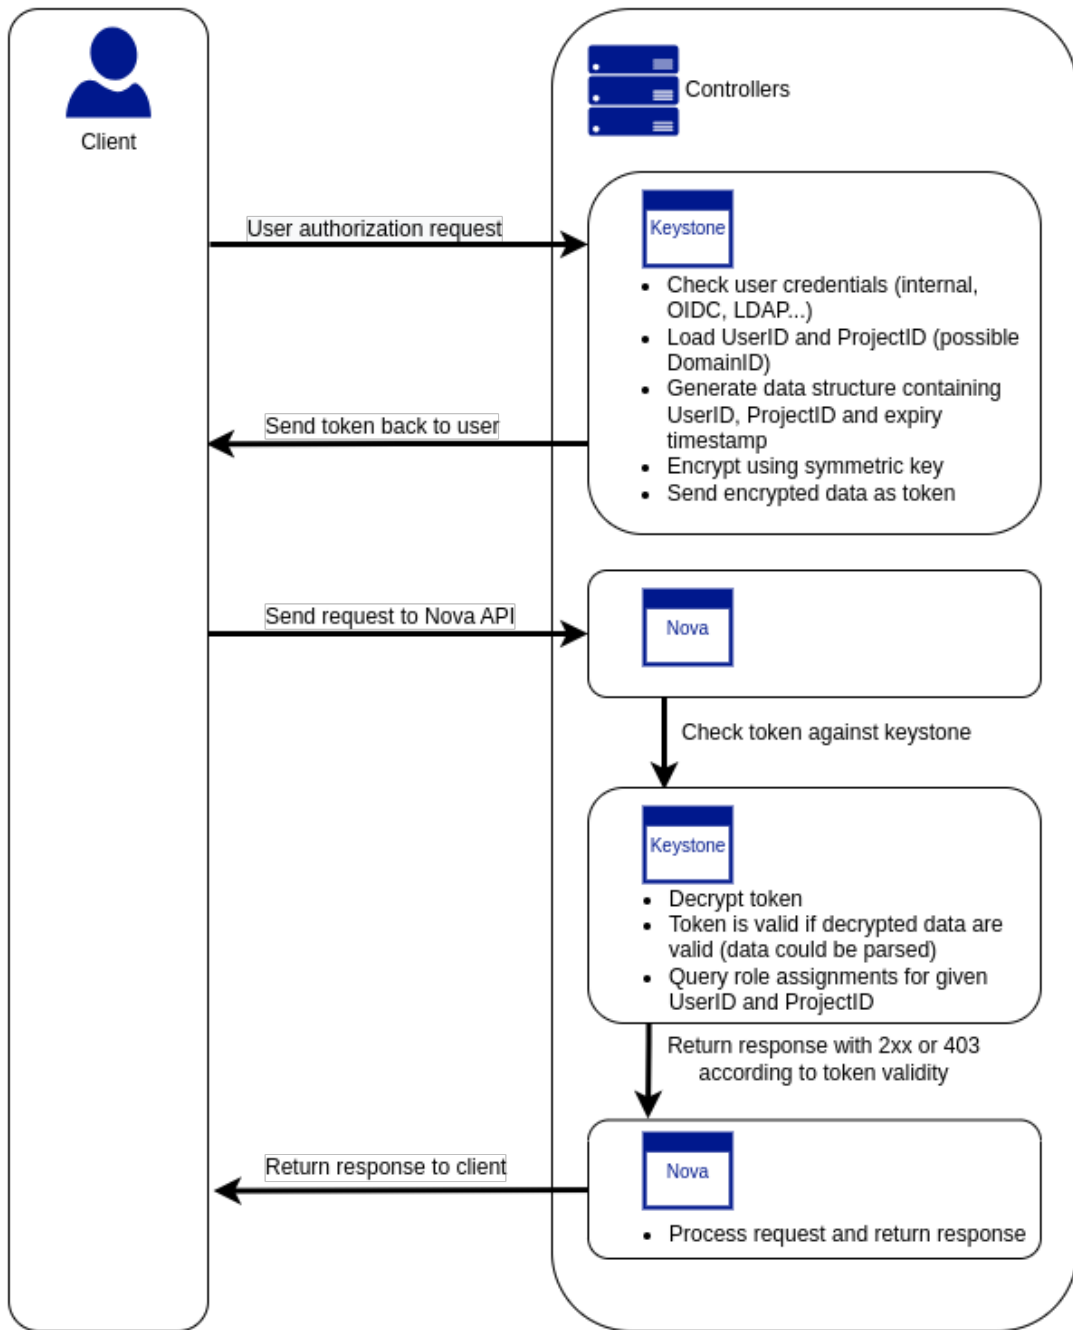 Client
Controllers
User authorization request
Keystone
Check user credentials (internal,
OIDC, LDAP...)
Load UserID and ProjectID (possible
DomainID)
Generate data structure containing
UserID, ProjectID and expiry
timestamp
Encrypt using symmetric key
Send encrypted data as token
Send token back to user
Send request to Nova API
Nova
Check token against keystone
Keystone
Decrypt token
Token is valid if decrypted data are
valid (data could be parsed)
Query role assignments for given
UserID and ProjectID
Return response with 2xx or 403
according to token validity
Nova
Process request and return response
Return response to client